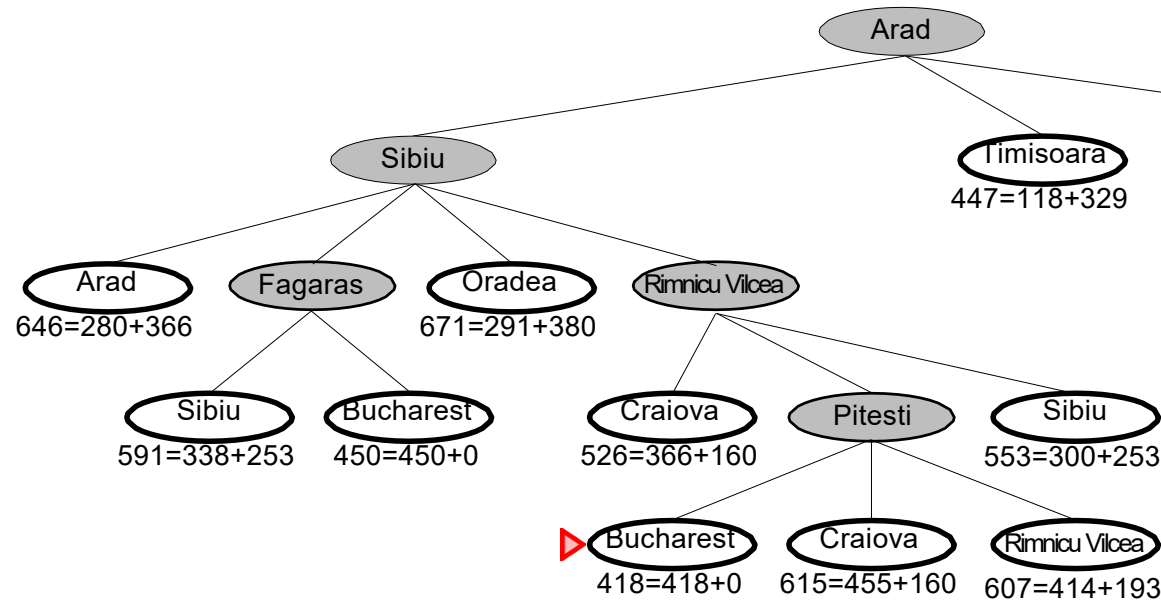 Arad
Sibiu
Timisoara
447=118+329
Arad
Fagaras
Oradea
Rimnicu Vilcea
646=280+366
671=291+380
Sibiu
Bucharest
Craiova
Pitesti
Sibiu
591=338+253
450=450+0
526=366+160
553=300+253
Bucharest
Craiova
Rimnicu Vilcea
418=418+0
615=455+160
607=414+193